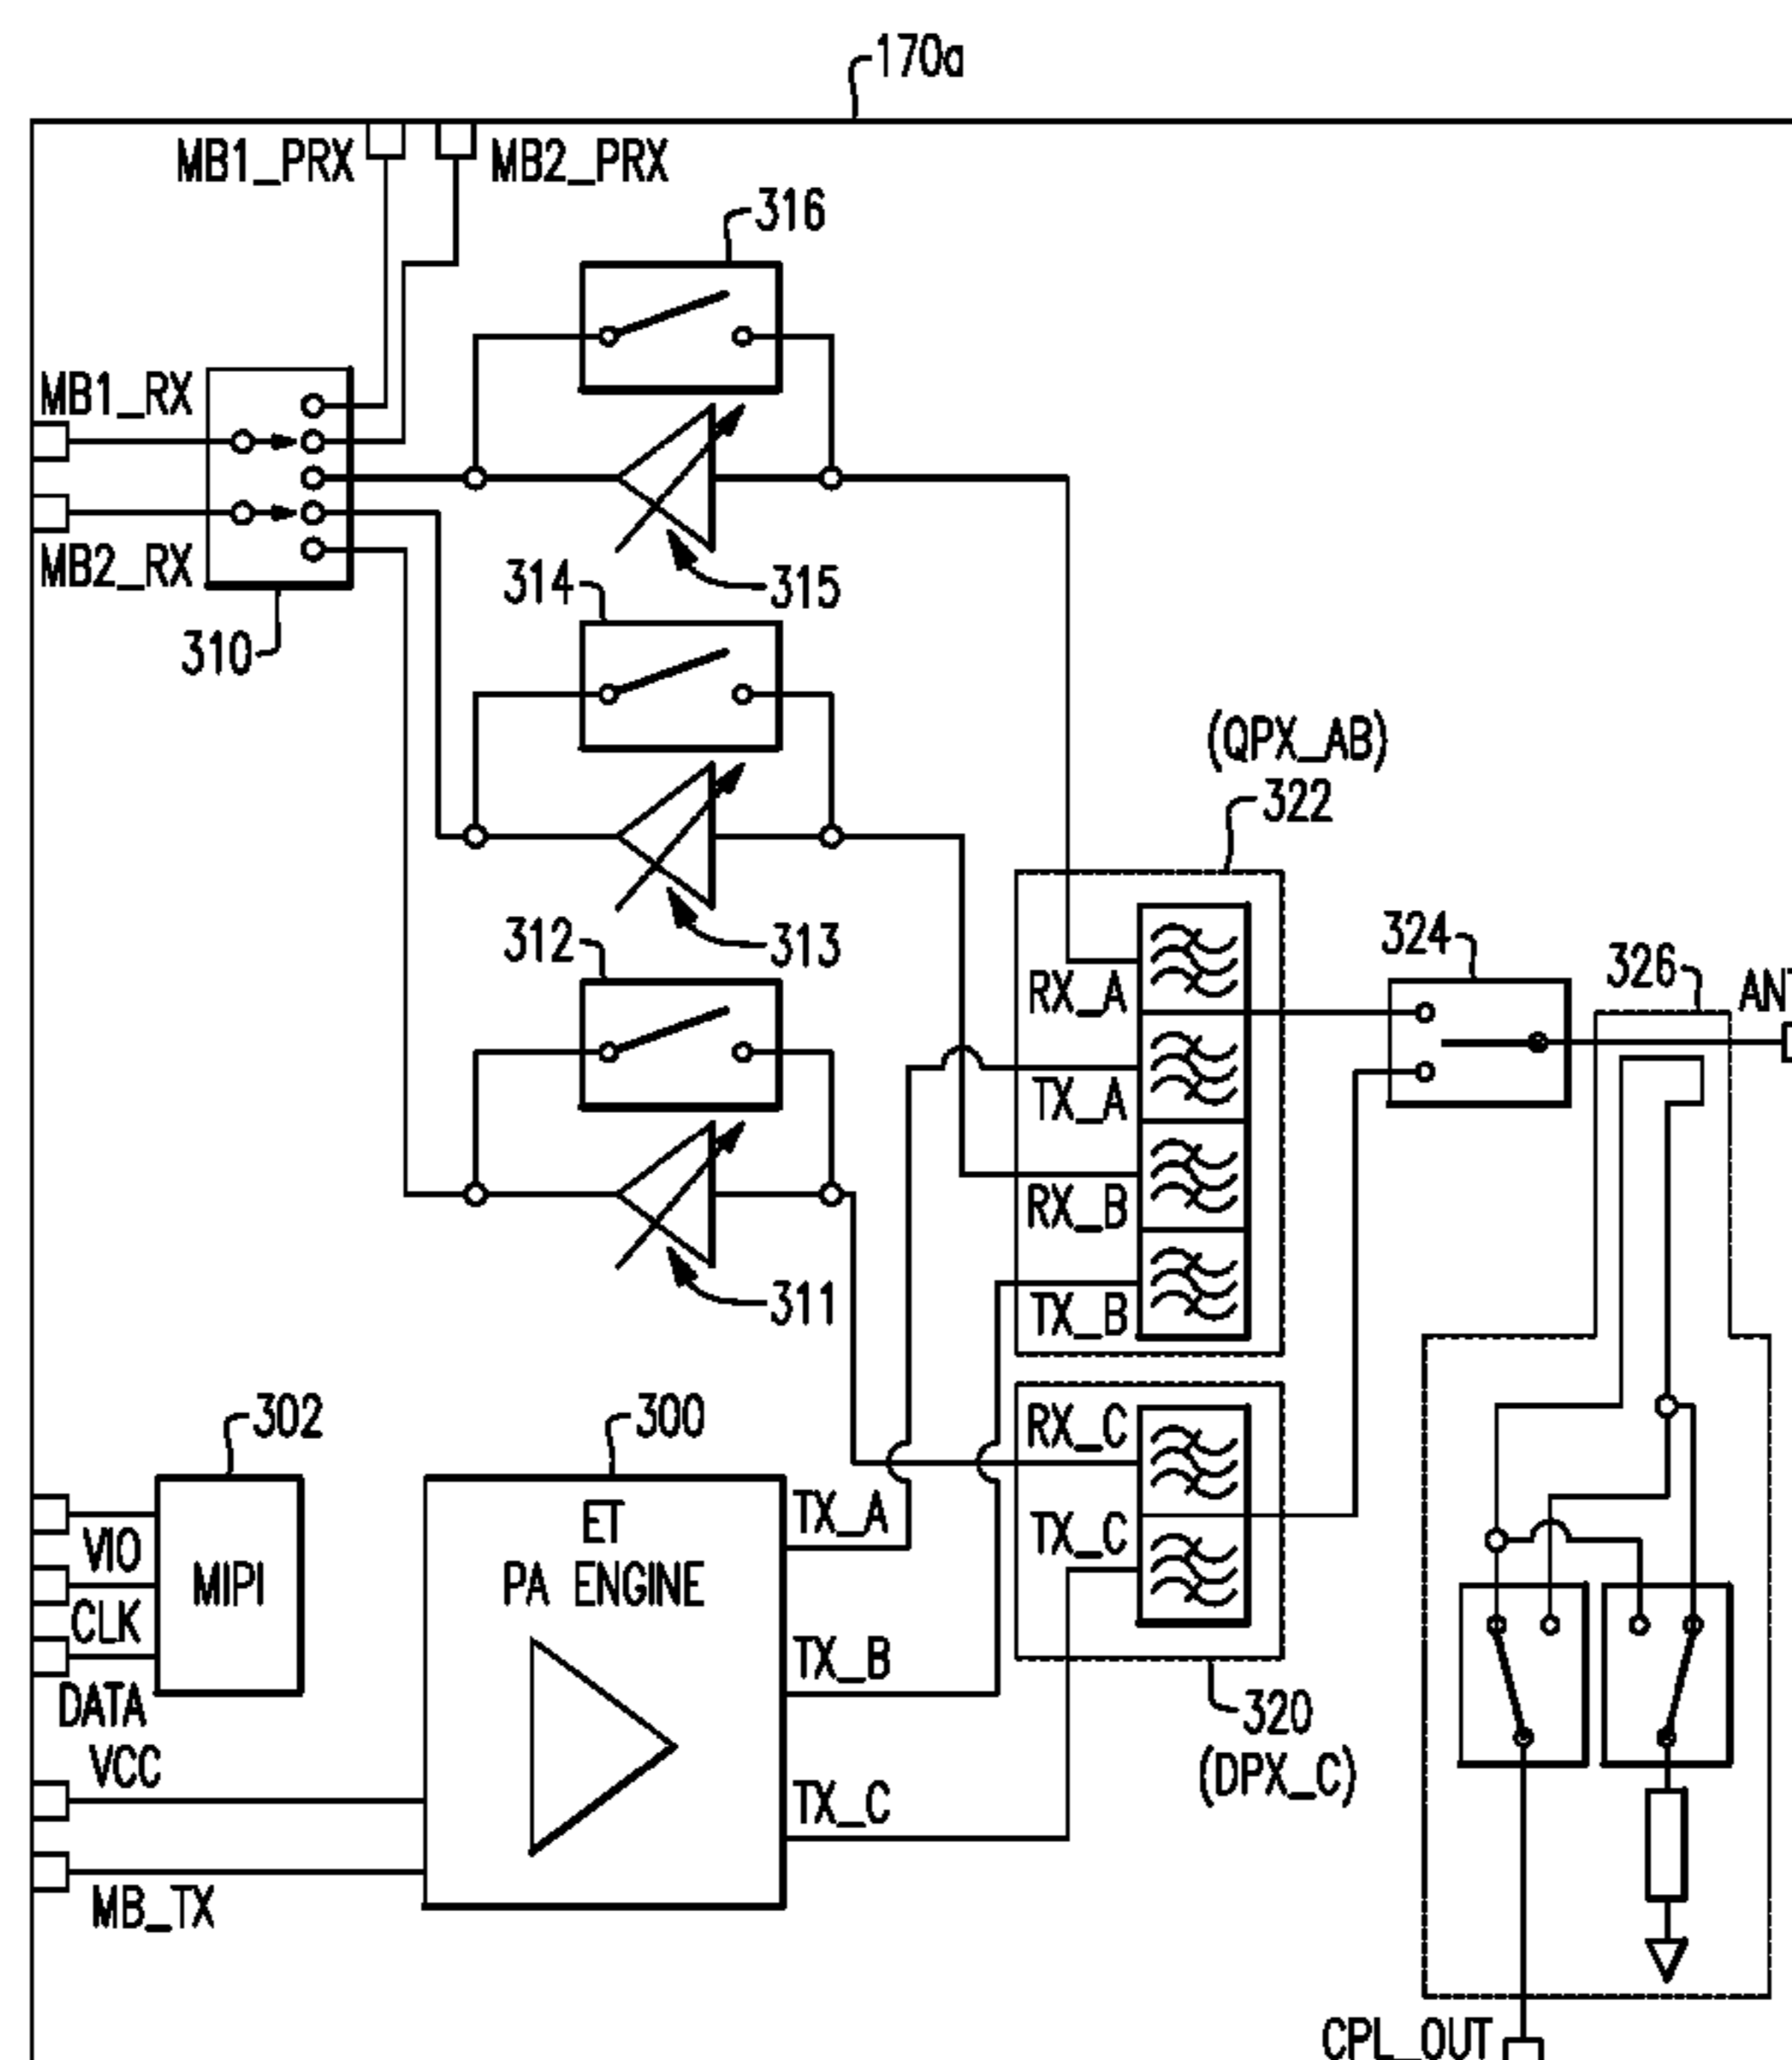 170a
MB1_PRX
MB2_PRX
316
MB1_RX
MB2_RX
310
315
314
313
(QPX_AB)
322
312
311
324
326
ANT
RX_A
TX_A
RX_B
TX_B
302
300
VIO
CLK
DATA
MIPI
ET
PA ENGINE
TX_A
TX_B
TX_C
RX_C
TX_C
320
(DPX_C)
VCC
MB_TX
CPL_OUT